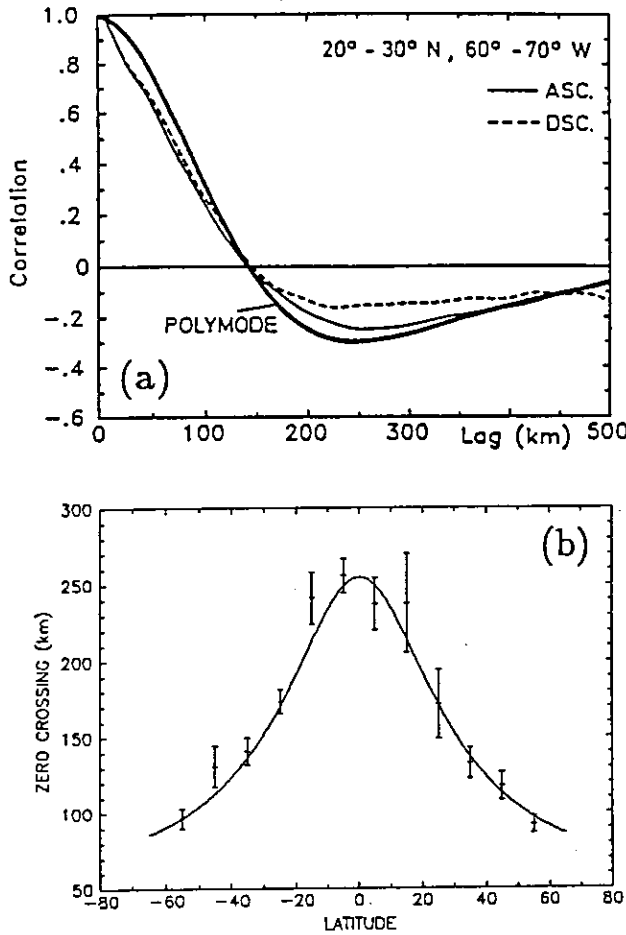 1.0
20° - 30° N , 60° - 70° W
ASC.
.8
DSC.
.6
.4
.2
0
-.2
-.4
-.6
Correlation
POLYMODE
(a)
0 100 200 300 Lag (km) 500
300
(b)
250
200
150
100
50
ZERO CROSSING (km)
-80 -60 -40 -20 0 20 40 60 80
LATITUDE